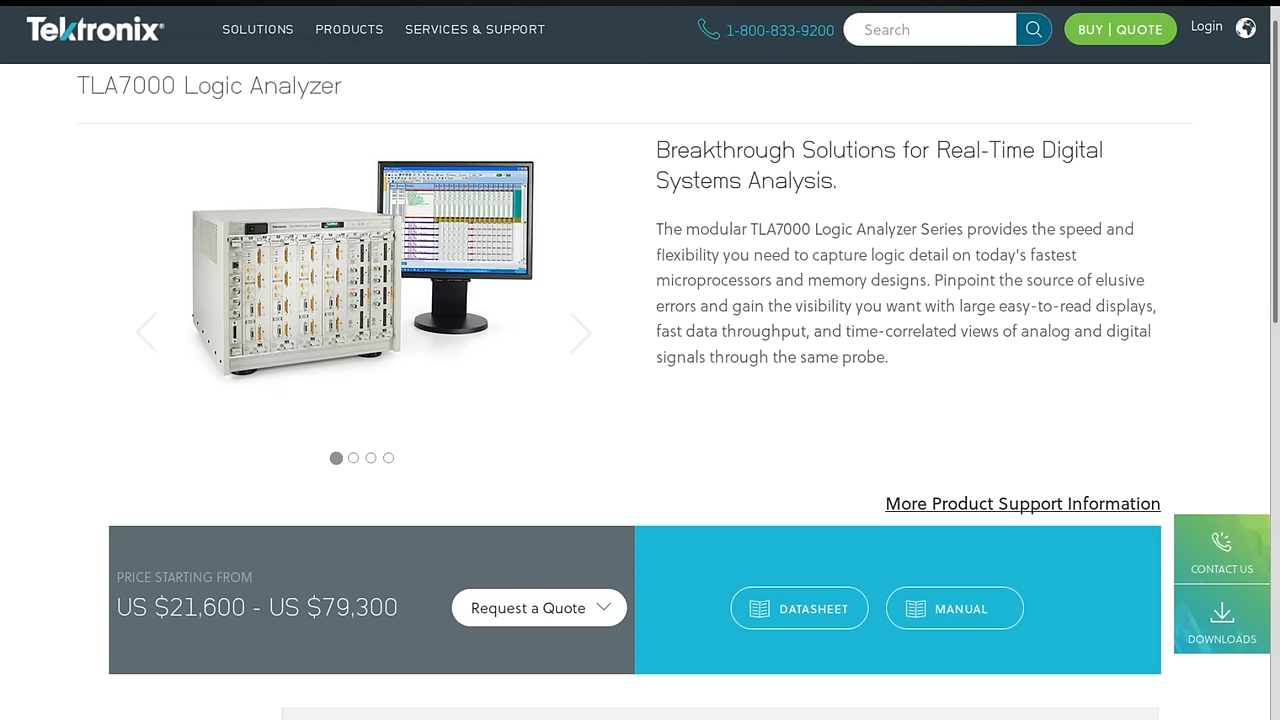 Tektronix
SOLUTIONS PRODUCTS SERVICES & SUPPORT
1-800-833-9200
Search
BUY | QUOTE
Login
TLA7000 Logic Analyzer
Breakthrough Solutions for Real-Time Digital
Systems Analysis.
The modular TLA7000 Logic Analyzer Series provides the speed and
flexibility you need to capture logic detail on today's fastest
microprocessors and memory designs. Pinpoint the source of elusive
errors and gain the visibility you want with large easy-to-read displays,
fast data throughput, and time-correlated views of analog and digital
signals through the same probe.
More Product Support Information
PRICE STARTING FROM
US $21,600 - US $79,300
Request a Quote
DATASHEET
MANUAL
CONTACT US
DOWNLOADS